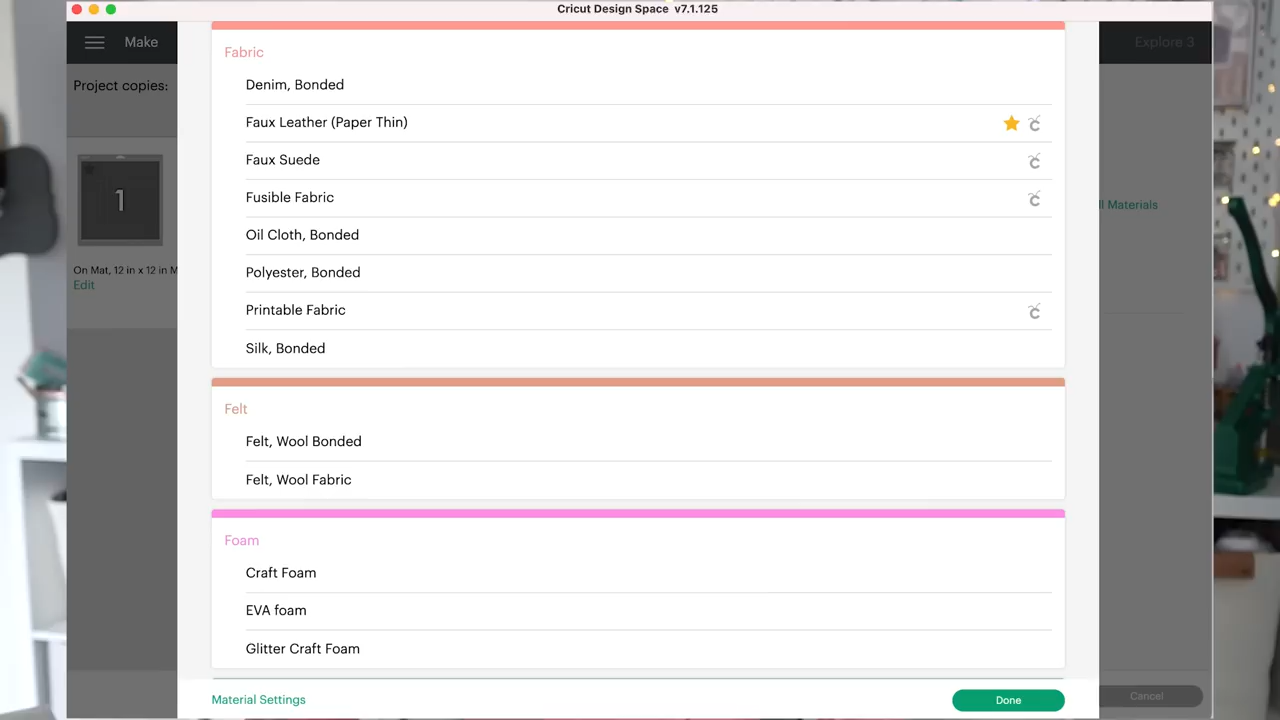 Cricut Design Space v7.1.125
Make
Explore 3
Project copies:
1
On Mat, 12 in x 12 in M
Edit
ll Materials
Fabric
Denim, Bonded
Faux Leather (Paper Thin)
Faux Suede
Fusible Fabric
Oil Cloth, Bonded
Polyester, Bonded
Printable Fabric
Silk, Bonded
Felt
Felt, Wool Bonded
Felt, Wool Fabric
Foam
Craft Foam
EVA foam
Glitter Craft Foam
Material Settings
Done
Cancel